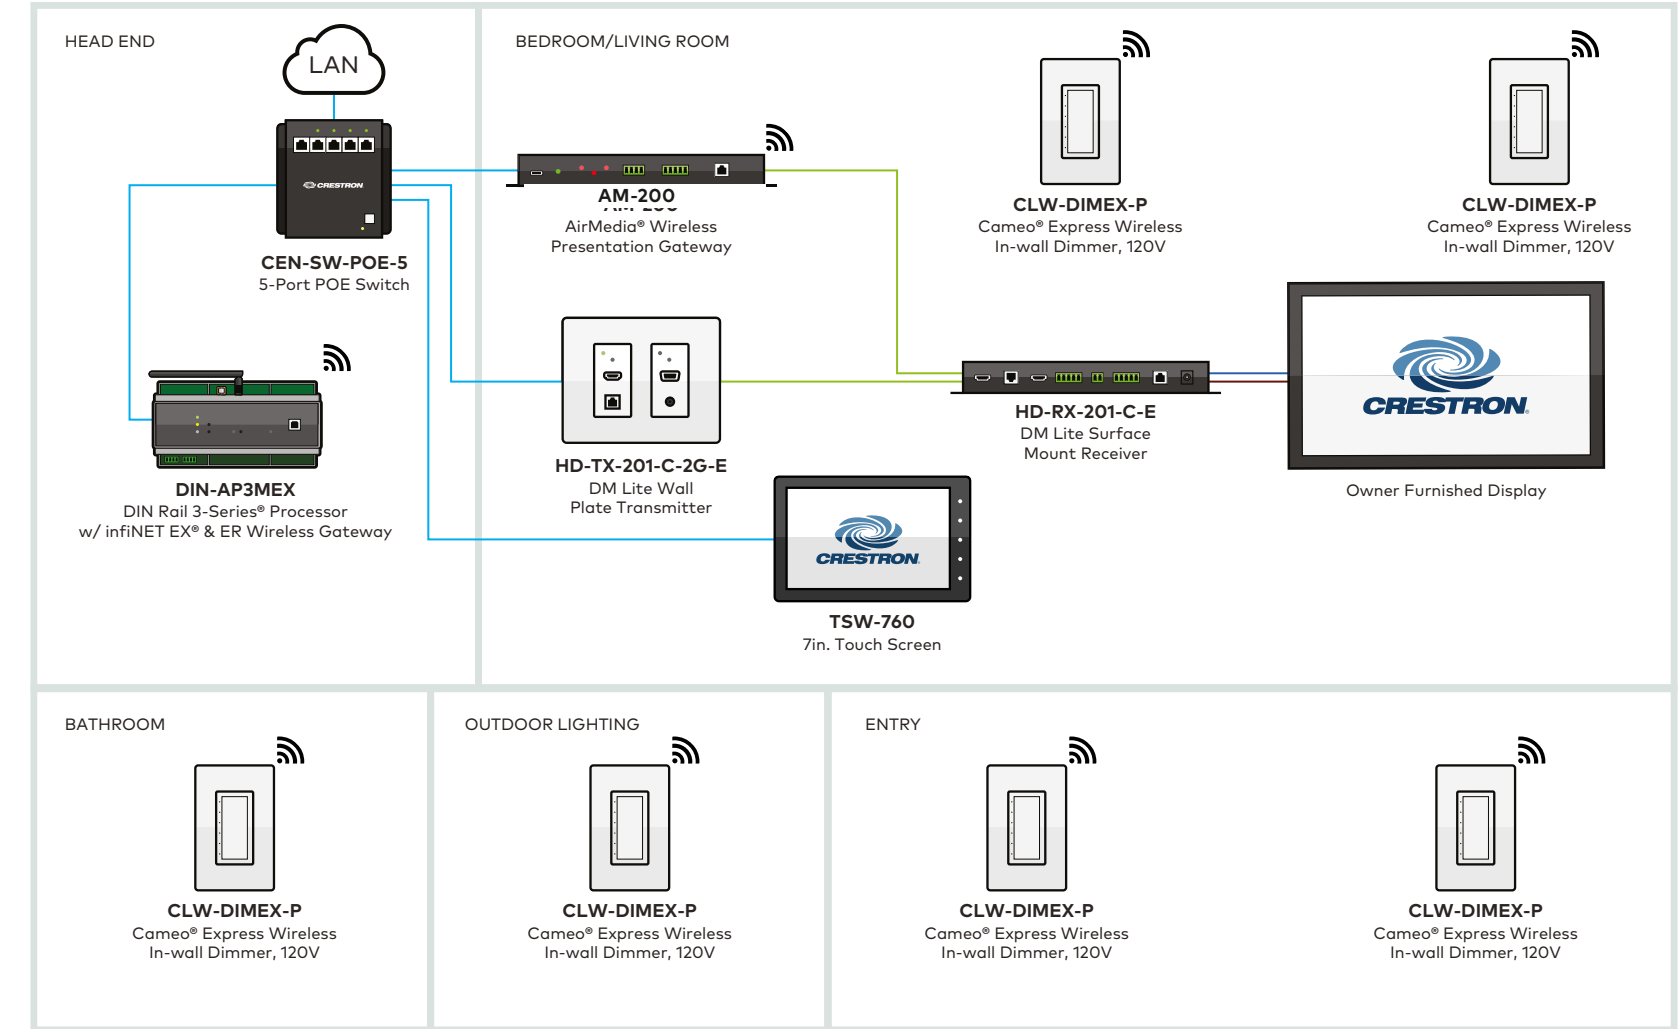 HEAD END
LAN
CRESTRON
CEN-SW-POE-5
5-Port POE Switch
DIN-AP3MEX
DIN Rail 3-Series® Processor
w/ infiNET EX® & ER Wireless Gateway
BEDROOM/LIVING ROOM
AM-200
AirMedia® Wireless
Presentation Gateway
CLW-DIMEX-P
Cameo® Express Wireless
In-wall Dimmer, 120V
CLW-DIMEX-P
Cameo® Express Wireless
In-wall Dimmer, 120V
HD-TX-201-C-2G-E
DM Lite Wall
Plate Transmitter
HD-RX-201-C-E
DM Lite Surface
Mount Receiver
CRESTRON
Owner Furnished Display
CRESTRON
TSW-760
7in. Touch Screen
BATHROOM
CLW-DIMEX-P
Cameo® Express Wireless
In-wall Dimmer, 120V
OUTDOOR LIGHTING
CLW-DIMEX-P
Cameo® Express Wireless
In-wall Dimmer, 120V
ENTRY
CLW-DIMEX-P
Cameo® Express Wireless
In-wall Dimmer, 120V
CLW-DIMEX-P
Cameo® Express Wireless
In-wall Dimmer, 120V